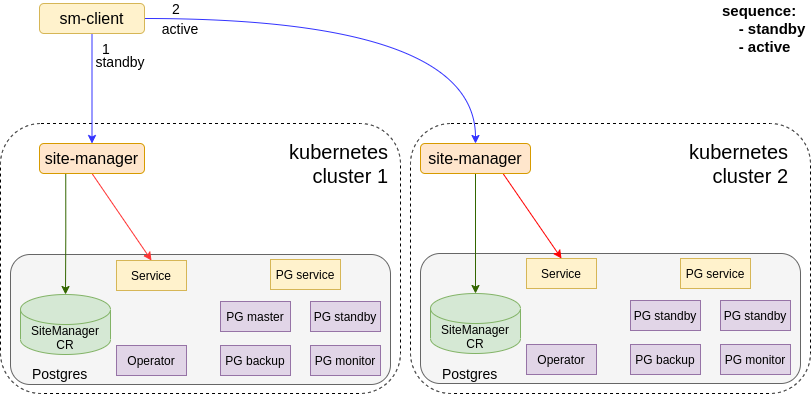 sm-client
2
active
1
standby
sequence:
- standby
- active
site-manager
kubernetes
cluster 1
Service
PG service
SiteManager
CR
PG master
PG standby
Operator
PG backup
PG monitor
Postgres
site-manager
kubernetes
cluster 2
Service
PG service
SiteManager
CR
PG standby
PG standby
Operator
PG backup
PG monitor
Postgres